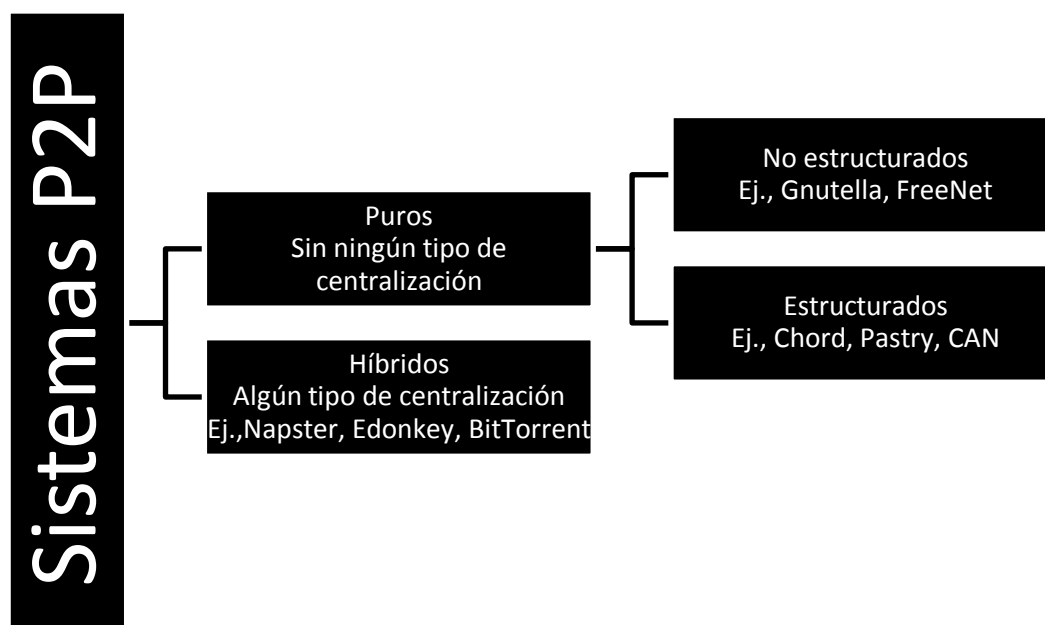 Sistemas P2P
Puros
Sin ningún tipo de
centralización
Híbridos
Algún tipo de centralización
Ej.,Napster, Edonkey, BitTorrent
No estructurados
Ej., Gnutella, FreeNet
Estructurados
Ej., Chord, Pastry, CAN